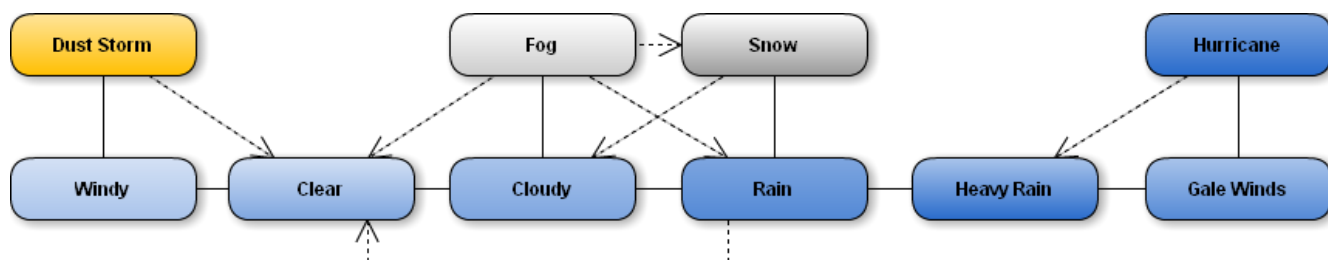 Dust Storm
Fog
Snow
Hurricane
Windy
Clear
Cloudy
Rain
Heavy Rain
Gale Winds